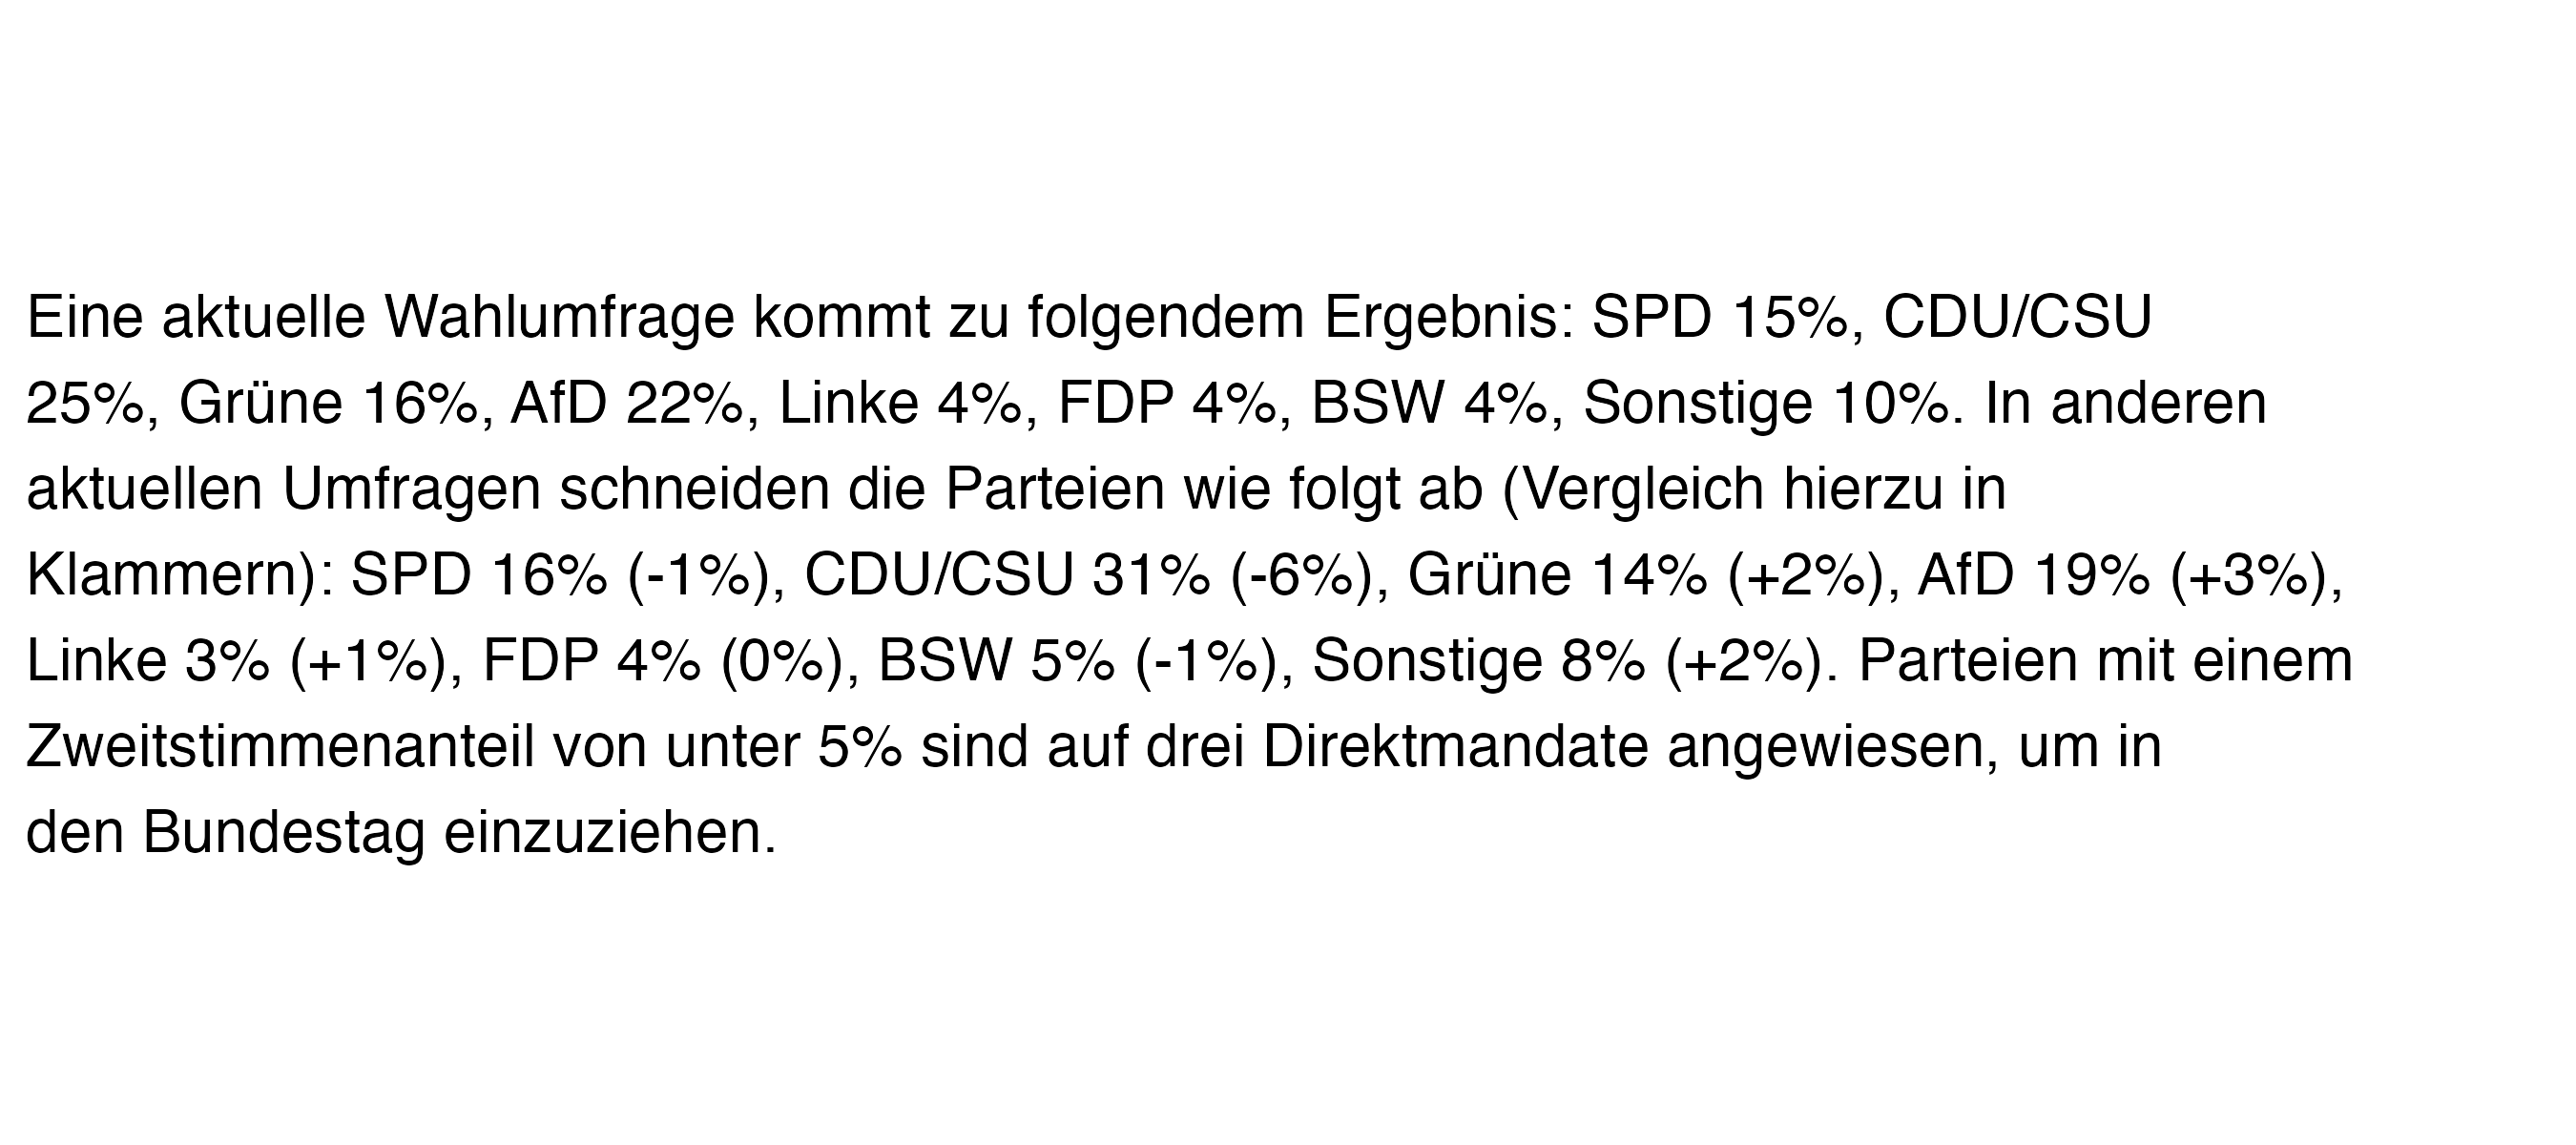 Eine aktuelle Wahlumfrage kommt zu folgendem Ergebnis: SPD 15%, CDU/CSU
25%, Grüne 16%, AfD 22%, Linke 4%, FDP 4%, BSW 4%, Sonstige 10%. In anderen
aktuellen Umfragen schneiden die Parteien wie folgt ab (Vergleich hierzu in
Klammern): SPD 16% (-1%), CDU/CSU 31% (-6%), Grüne 14% (+2%), AfD 19% (+3%),
Linke 3% (+1%), FDP 4% (0%), BSW 5% (-1%), Sonstige 8% (+2%). Parteien mit einem
Zweitstimmenanteil von unter 5% sind auf drei Direktmandate angewiesen, um in
den Bundestag einzuziehen.